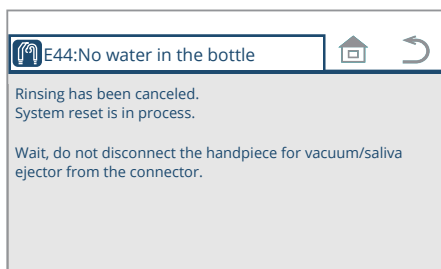 E44:No water in the bottle
Rinsing has been canceled.
System reset is in process.
Wait, do not disconnect the handpiece for vacuum/saliva
ejector from the connector.